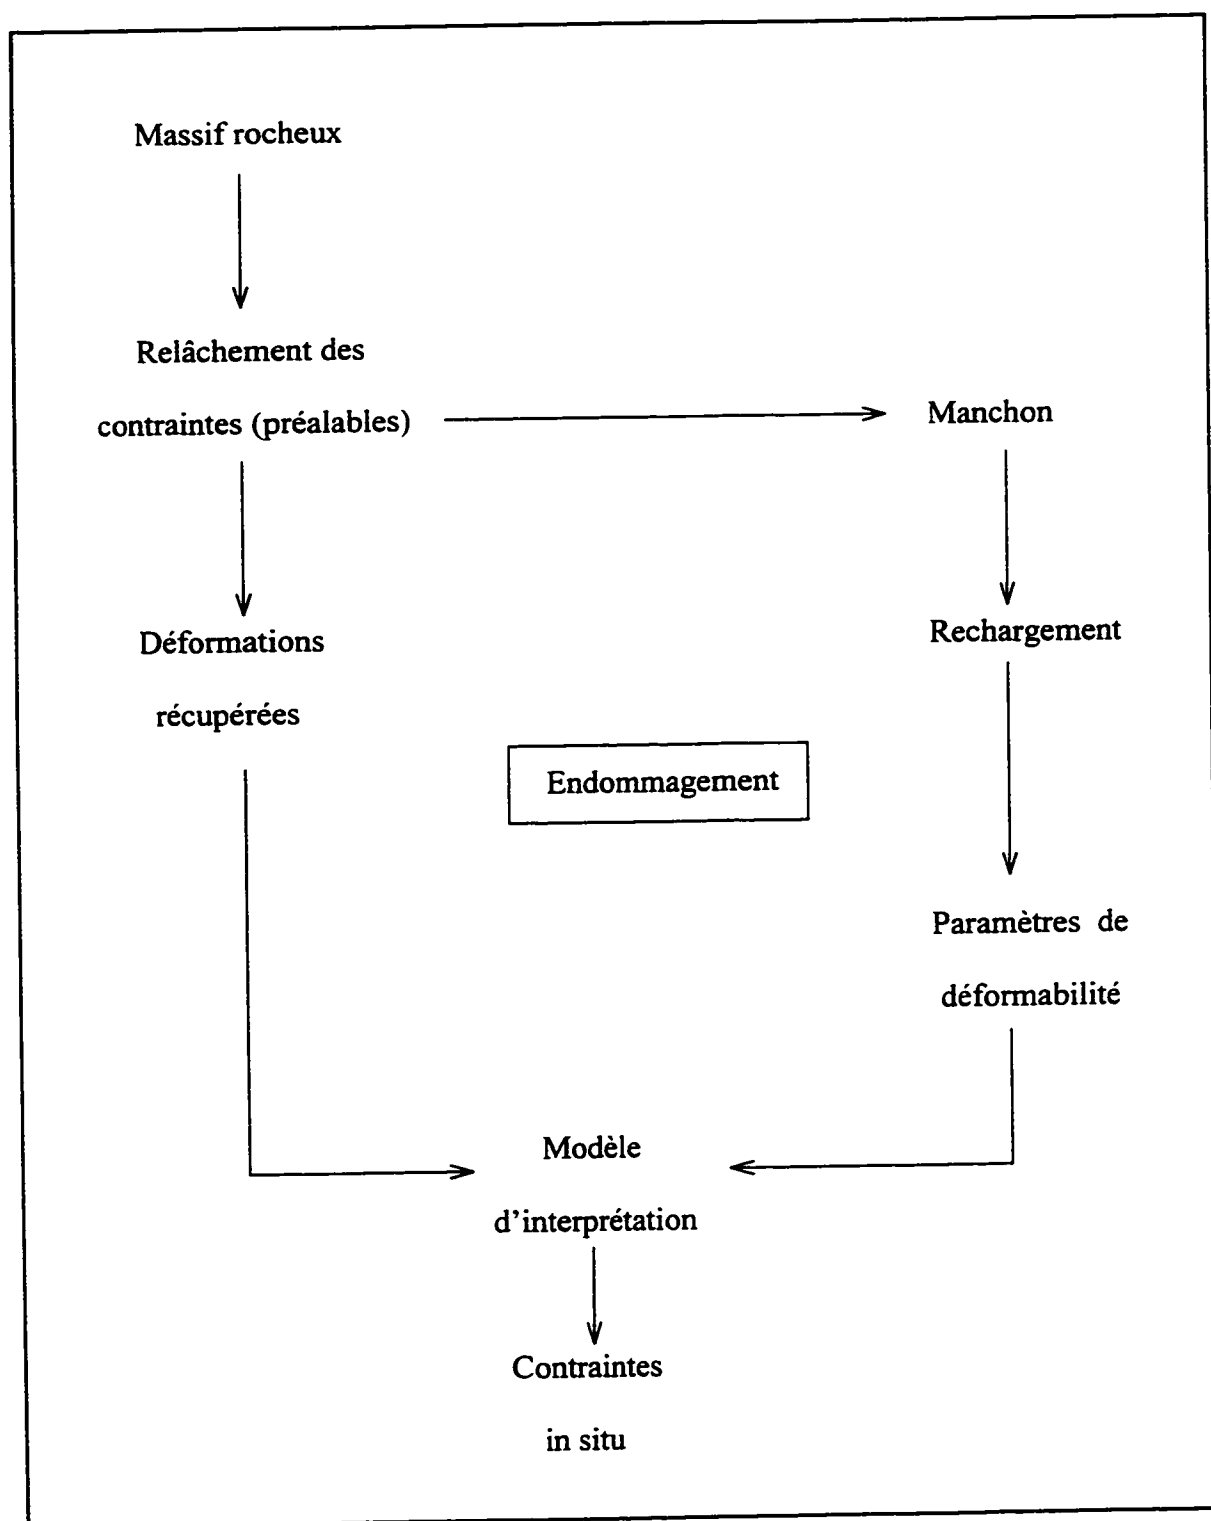 Massif rocheux
Relâchement des
contraintes (préalables)
Manchon
Déformations
récupérées
Rechargement
Endommagement
Paramètres de
déformabilité
Modèle
d'interprétation
Contraintes
in situ